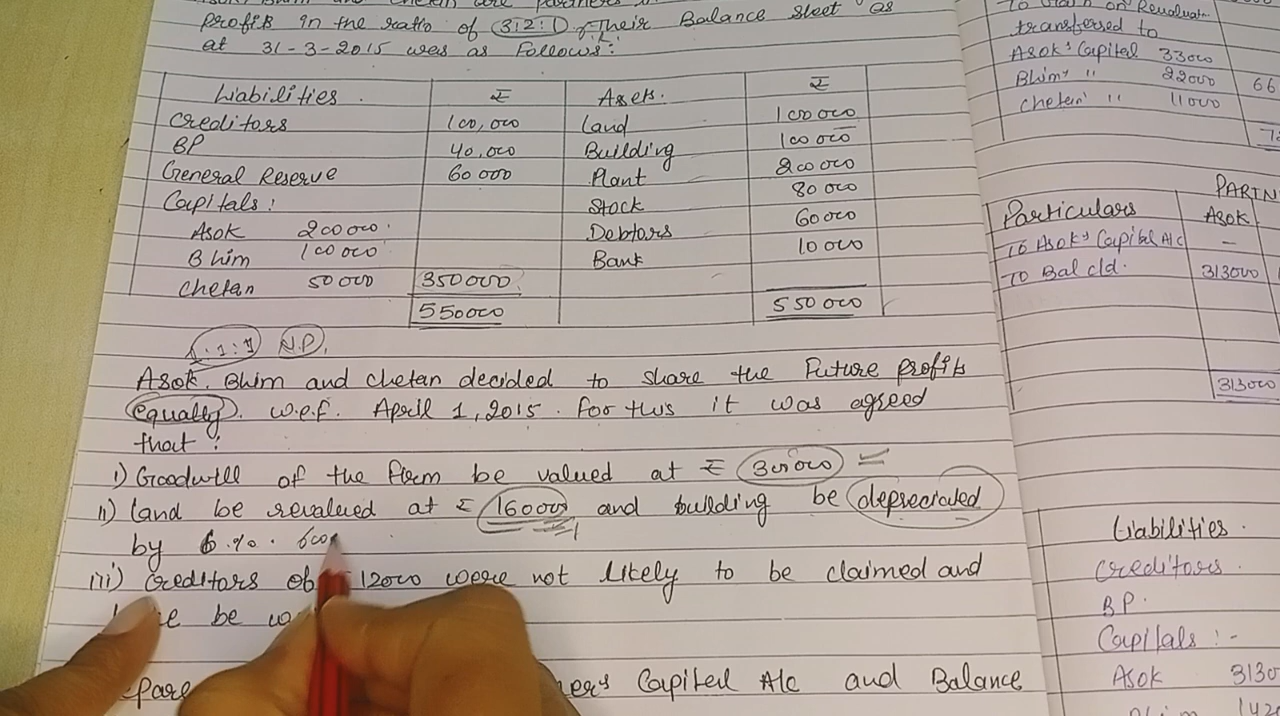 profits in the ratio of 3:2:1. Their Balance Sheet as
at 31-3-2015 was as follows:
Liabilities. ₹ Assets. ₹
Creditors 100,000 Land 100000
BP 40,000 Building 100000
General Reserve 60000 Plant 200000
Capitals: Stock 80000
Asok 200000. Debtors 60000
Bhim 100000 Bank 10000
Chetan 50000 350000
550000 550000
1:1:1 N.P.
Asok, Bhim and Chetan decided to share the future profits
equally. w.e.f. April 1, 2015. for this it was agreed
that:
i) Goodwill of the firm be valued at ₹ 300000
ii) Land be revalued at ₹ 160000 and building be depreciated
by 6.%. 600
iii) Creditors of 12000 were not likely to be claimed and
be
Capital A/c and Balance
transferred to
Asok's Capital 33000
Bhim's " 22000 66
Chetan' " 11000
PARTN
Particulars Asok
To Asok's Capital A/c -
To Bal c/d. 313000
313000
Liabilities.
Creditors.
BP.
Capitals:-
Asok 3130